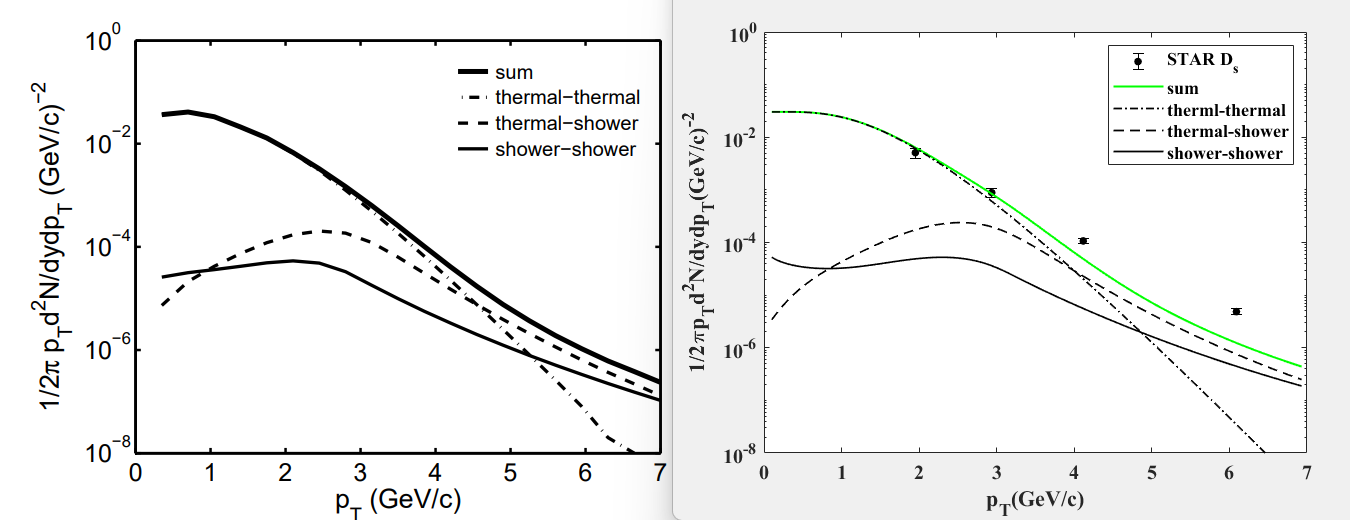 10^0
10^−2
10^−4
10^−6
10^−8
0 1 2 3 4 5 6 7
p_T (GeV/c)
1/2π p_T d^2N/dydp_T (GeV/c)^−2
sum
thermal−thermal
thermal−shower
shower−shower
10^0
10^-2
10^-4
10^-6
10^-8
0 1 2 3 4 5 6 7
p_T(GeV/c)
1/2πp_Td^2N/dydp_T(GeV/c)^-2
STAR D_s
sum
therml-thermal
thermal-shower
shower-shower